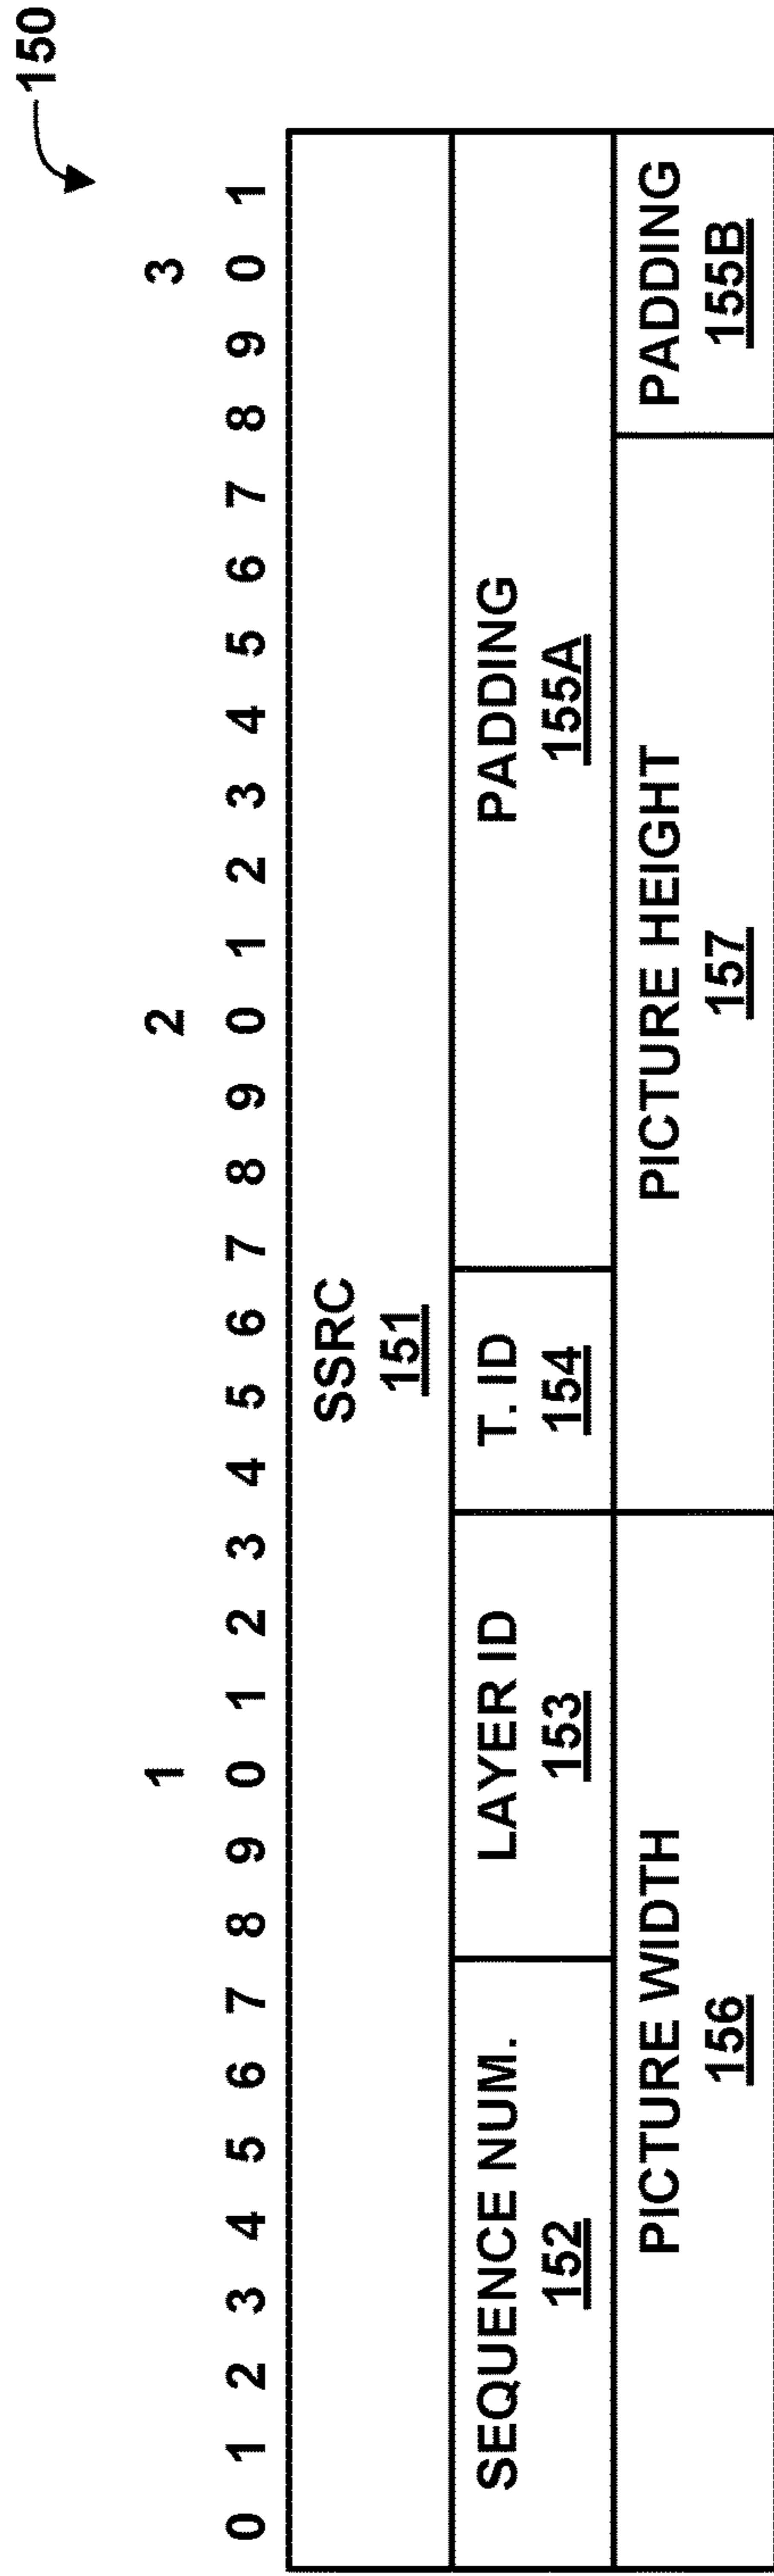 150
1 2 3
0 1 2 3 4 5 6 7 8 9 0 1 2 3 4 5 6 7 8 9 0 1 2 3 4 5 6 7 8 9 0 1
SSRC
151
SEQUENCE NUM.
152
LAYER ID
153
T. ID
154
PADDING
155A
PICTURE WIDTH
156
PICTURE HEIGHT
157
PADDING
155B